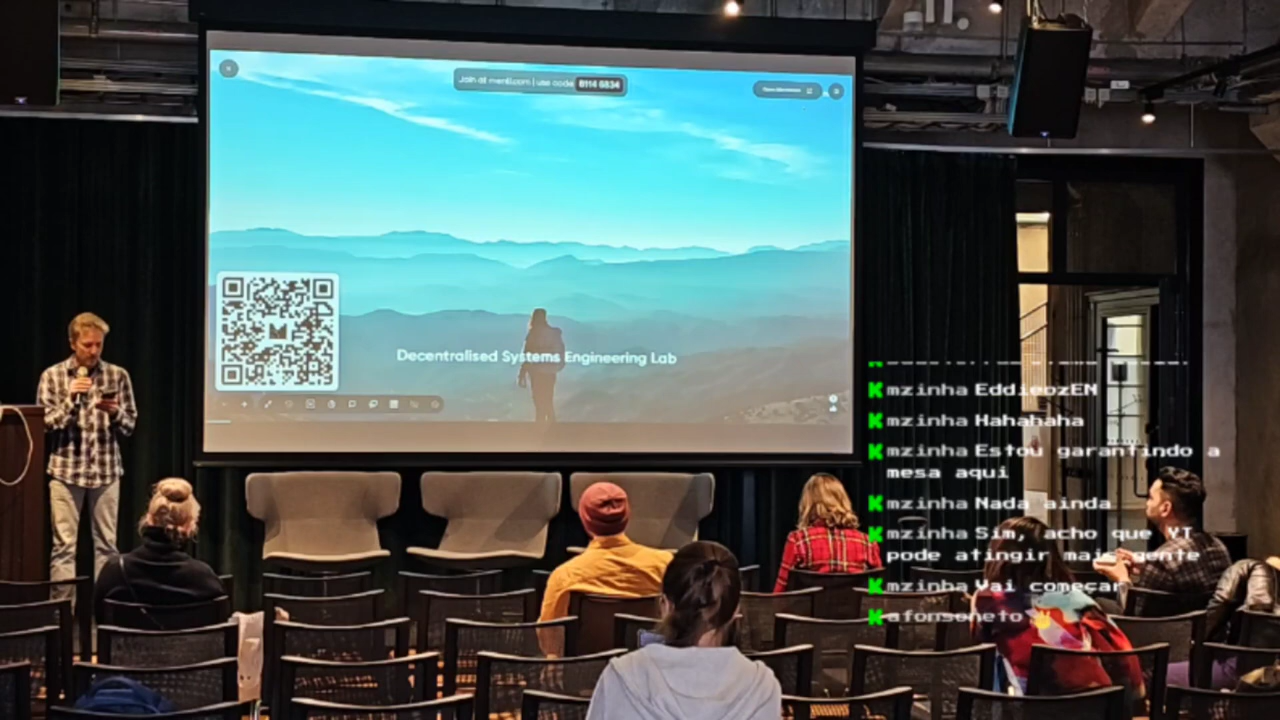 Join at menti.com | use code 8114 6834
Decentralised Systems Engineering Lab
mzinha EddieozEN
mzinha Hahahaha
mzinha Estou garantindo a
mesa aqui
mzinha Nada ainda
mzinha Sim, acho que YT
pode atingir mais gente
mzinha Vai começar
afonsoneto